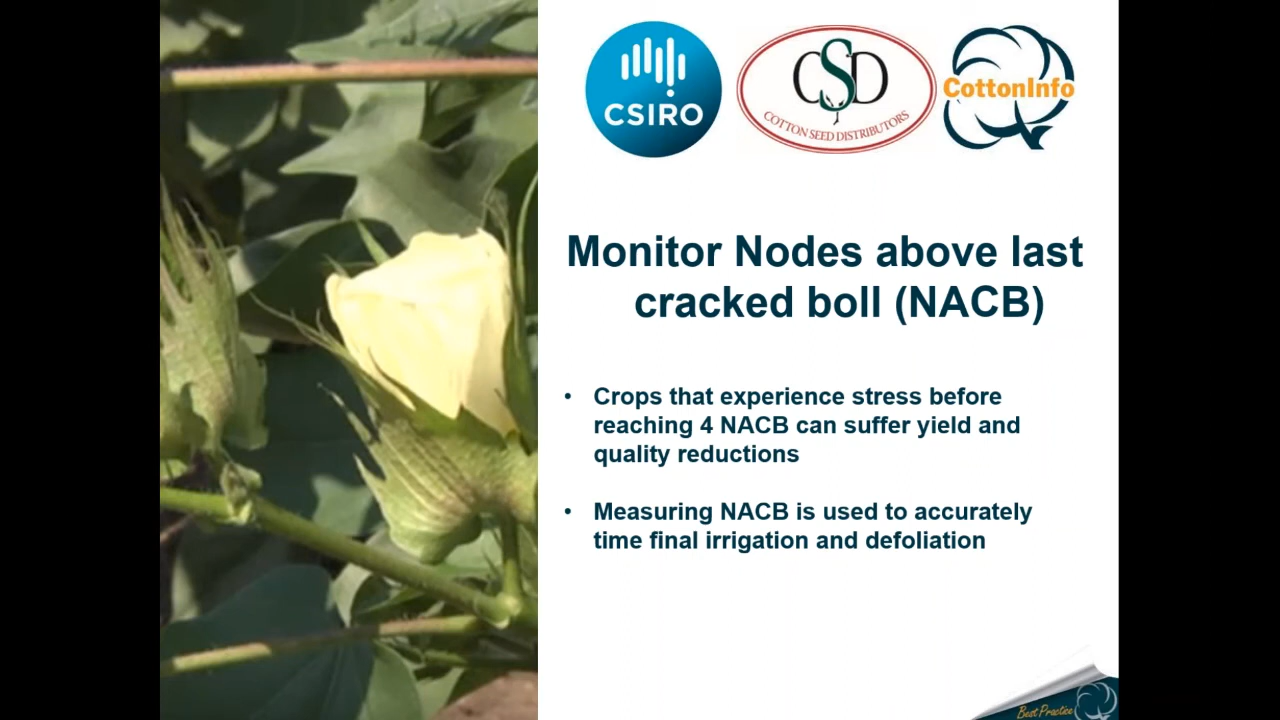 CSIRO
CSD
COTTON SEED DISTRIBUTORS
CottonInfo
Monitor Nodes above last
cracked boll (NACB)
• Crops that experience stress before
reaching 4 NACB can suffer yield and
quality reductions
• Measuring NACB is used to accurately
time final irrigation and defoliation
Best Practice